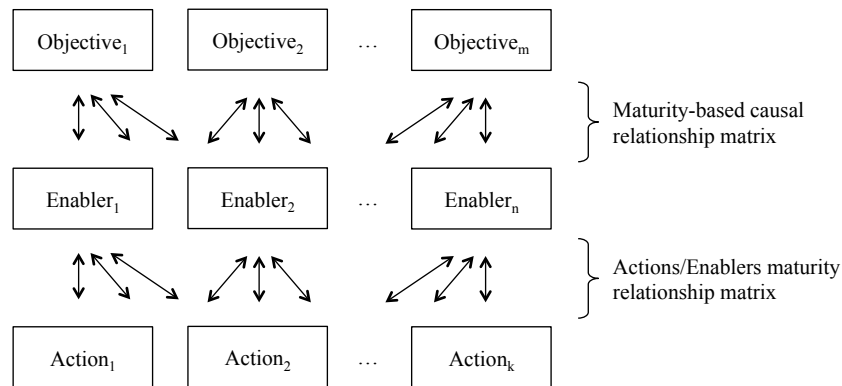 Objective₁ Objective₂ … Objectiveₘ
Maturity-based causal
relationship matrix
Enabler₁ Enabler₂ … Enablerₙ
Actions/Enablers maturity
relationship matrix
Action₁ Action₂ … Actionₖ